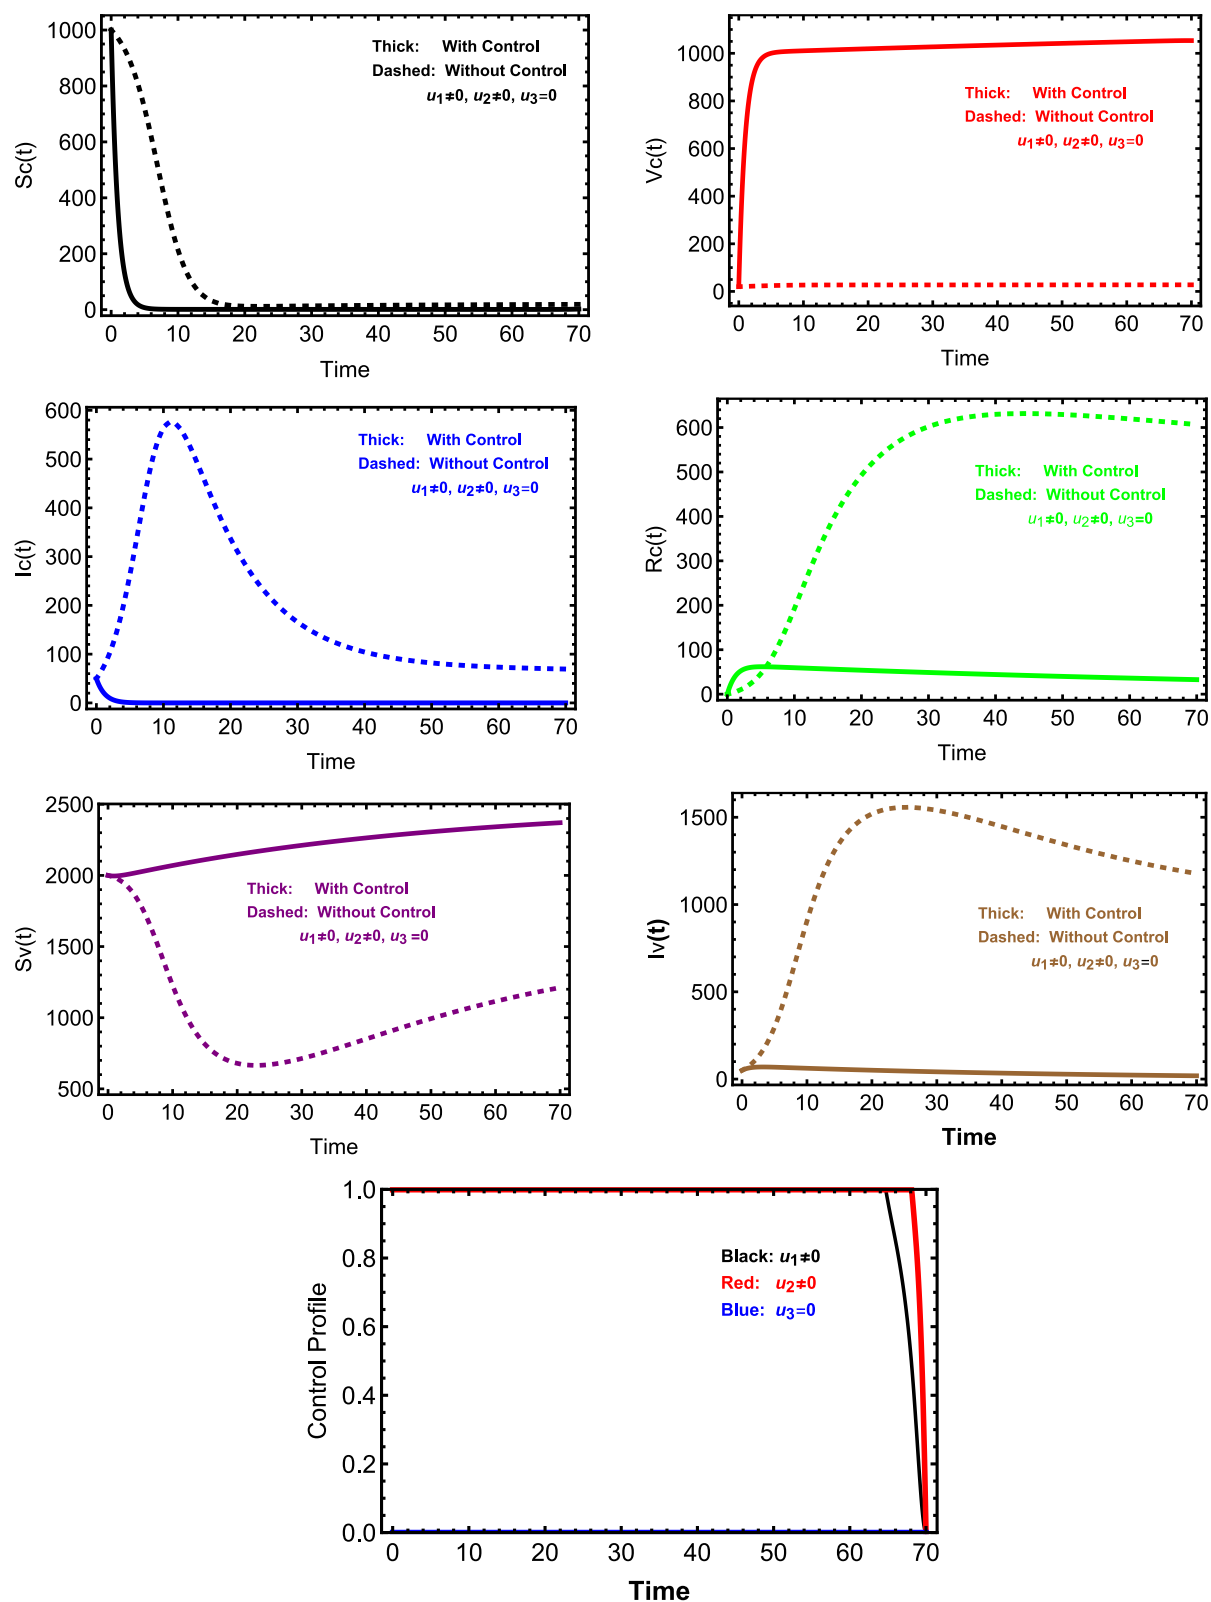 Sc(t)
1000
800
600
400
200
0
Thick: With Control
Dashed: Without Control
u1≠0, u2≠0, u3=0
0 10 20 30 40 50 60 70
Time
Vc(t)
1000
800
600
400
200
0
Thick: With Control
Dashed: Without Control
u1≠0, u2≠0, u3=0
0 10 20 30 40 50 60 70
Time
Ic(t)
600
500
400
300
200
100
0
Thick: With Control
Dashed: Without Control
u1≠0, u2≠0, u3=0
0 10 20 30 40 50 60 70
Time
Rc(t)
600
500
400
300
200
100
0
Thick: With Control
Dashed: Without Control
u1≠0, u2≠0, u3=0
0 10 20 30 40 50 60 70
Time
Sv(t)
2500
2000
1500
1000
500
Thick: With Control
Dashed: Without Control
u1≠0, u2≠0, u3 =0
0 10 20 30 40 50 60 70
Time
Iv(t)
1500
1000
500
0
Thick: With Control
Dashed: Without Control
u1≠0, u2≠0, u3=0
0 10 20 30 40 50 60 70
Time
Control Profile
1.0
0.8
0.6
0.4
0.2
0.0
Black: u1≠0
Red: u2≠0
Blue: u3=0
0 10 20 30 40 50 60 70
Time